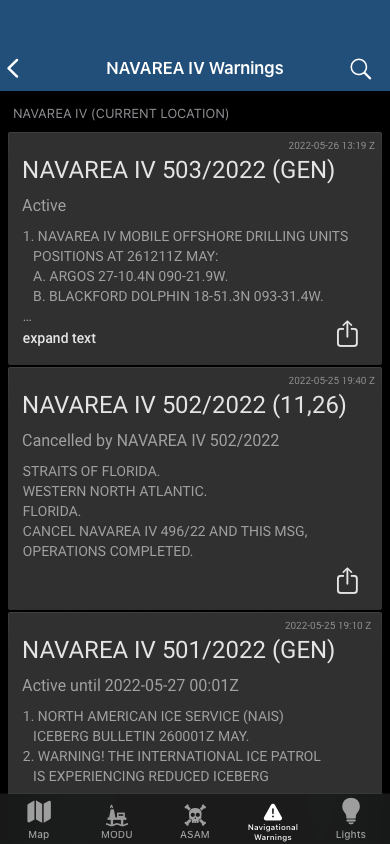 NAVAREA IV Warnings
NAVAREA IV (CURRENT LOCATION)
2022-05-26 13:19 Z
NAVAREA IV 503/2022 (GEN)
Active
1. NAVAREA IV MOBILE OFFSHORE DRILLING UNITS
POSITIONS AT 261211Z MAY:
A. ARGOS 27-10.4N 090-21.9W.
B. BLACKFORD DOLPHIN 18-51.3N 093-31.4W.
...
expand text
2022-05-25 19:40 Z
NAVAREA IV 502/2022 (11,26)
Cancelled by NAVAREA IV 502/2022
STRAITS OF FLORIDA.
WESTERN NORTH ATLANTIC.
FLORIDA.
CANCEL NAVAREA IV 496/22 AND THIS MSG,
OPERATIONS COMPLETED.
2022-05-25 19:10 Z
NAVAREA IV 501/2022 (GEN)
Active until 2022-05-27 00:01Z
1. NORTH AMERICAN ICE SERVICE (NAIS)
ICEBERG BULLETIN 260001Z MAY.
2. WARNING! THE INTERNATIONAL ICE PATROL
IS EXPERIENCING REDUCED ICEBERG
Map
MODU
ASAM
Navigational
Warnings
Lights